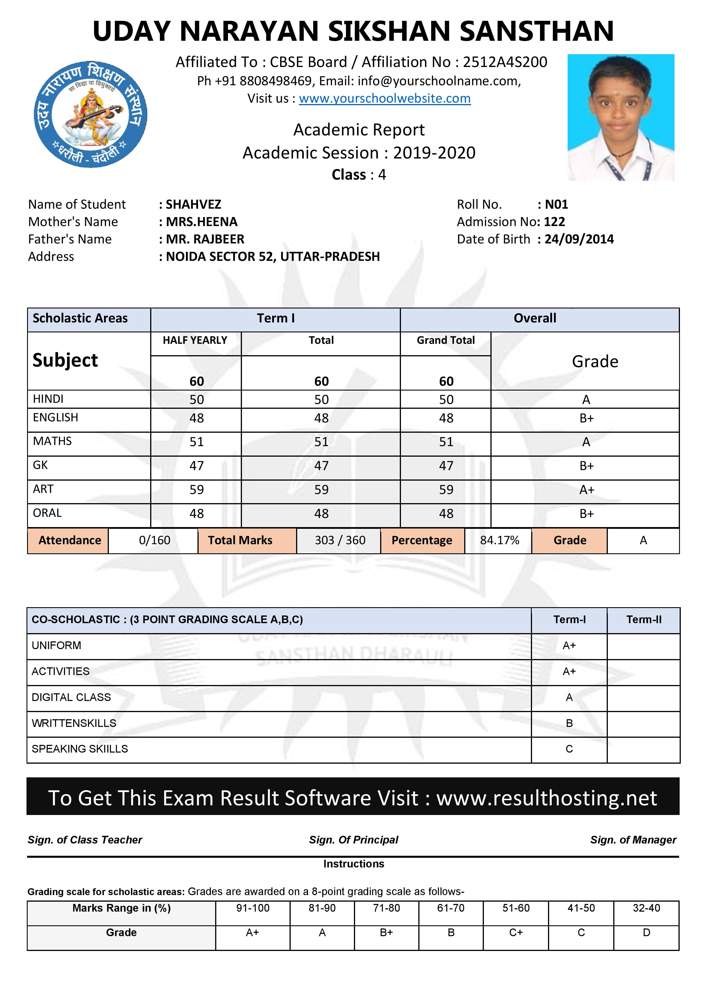 UDAY NARAYAN SIKSHAN SANSTHAN
Affiliated To : CBSE Board / Affiliation No : 2512A4S200
Ph +91 8808498469, Email: info@yourschoolname.com,
Visit us : www.yourschoolwebsite.com
उदय नारायण शिक्षण संस्थान
सा विद्या या विमुक्तये
धरौली - चंदौली
Academic Report
Academic Session : 2019-2020
Class : 4
Name of Student : SHAHVEZ Roll No. : N01
Mother's Name : MRS.HEENA Admission No: 122
Father's Name : MR. RAJBEER Date of Birth : 24/09/2014
Address : NOIDA SECTOR 52, UTTAR-PRADESH
Scholastic Areas Term I Overall
Subject HALF YEARLY Total Grand Total Grade
60 60 60
HINDI 50 50 50 A
ENGLISH 48 48 48 B+
MATHS 51 51 51 A
GK 47 47 47 B+
ART 59 59 59 A+
ORAL 48 48 48 B+
Attendance 0/160 Total Marks 303 / 360 Percentage 84.17% Grade A
CO-SCHOLASTIC : (3 POINT GRADING SCALE A,B,C) Term-I Term-II
UNIFORM A+
SANSTHAN DHARAULI
ACTIVITIES A+
DIGITAL CLASS A
WRITTENSKILLS B
SPEAKING SKIILLS C
To Get This Exam Result Software Visit : www.resulthosting.net
Sign. of Class Teacher Sign. Of Principal Sign. of Manager
Instructions
Grading scale for scholastic areas: Grades are awarded on a 8-point grading scale as follows-
Marks Range in (%) 91-100 81-90 71-80 61-70 51-60 41-50 32-40
Grade A+ A B+ B C+ C D